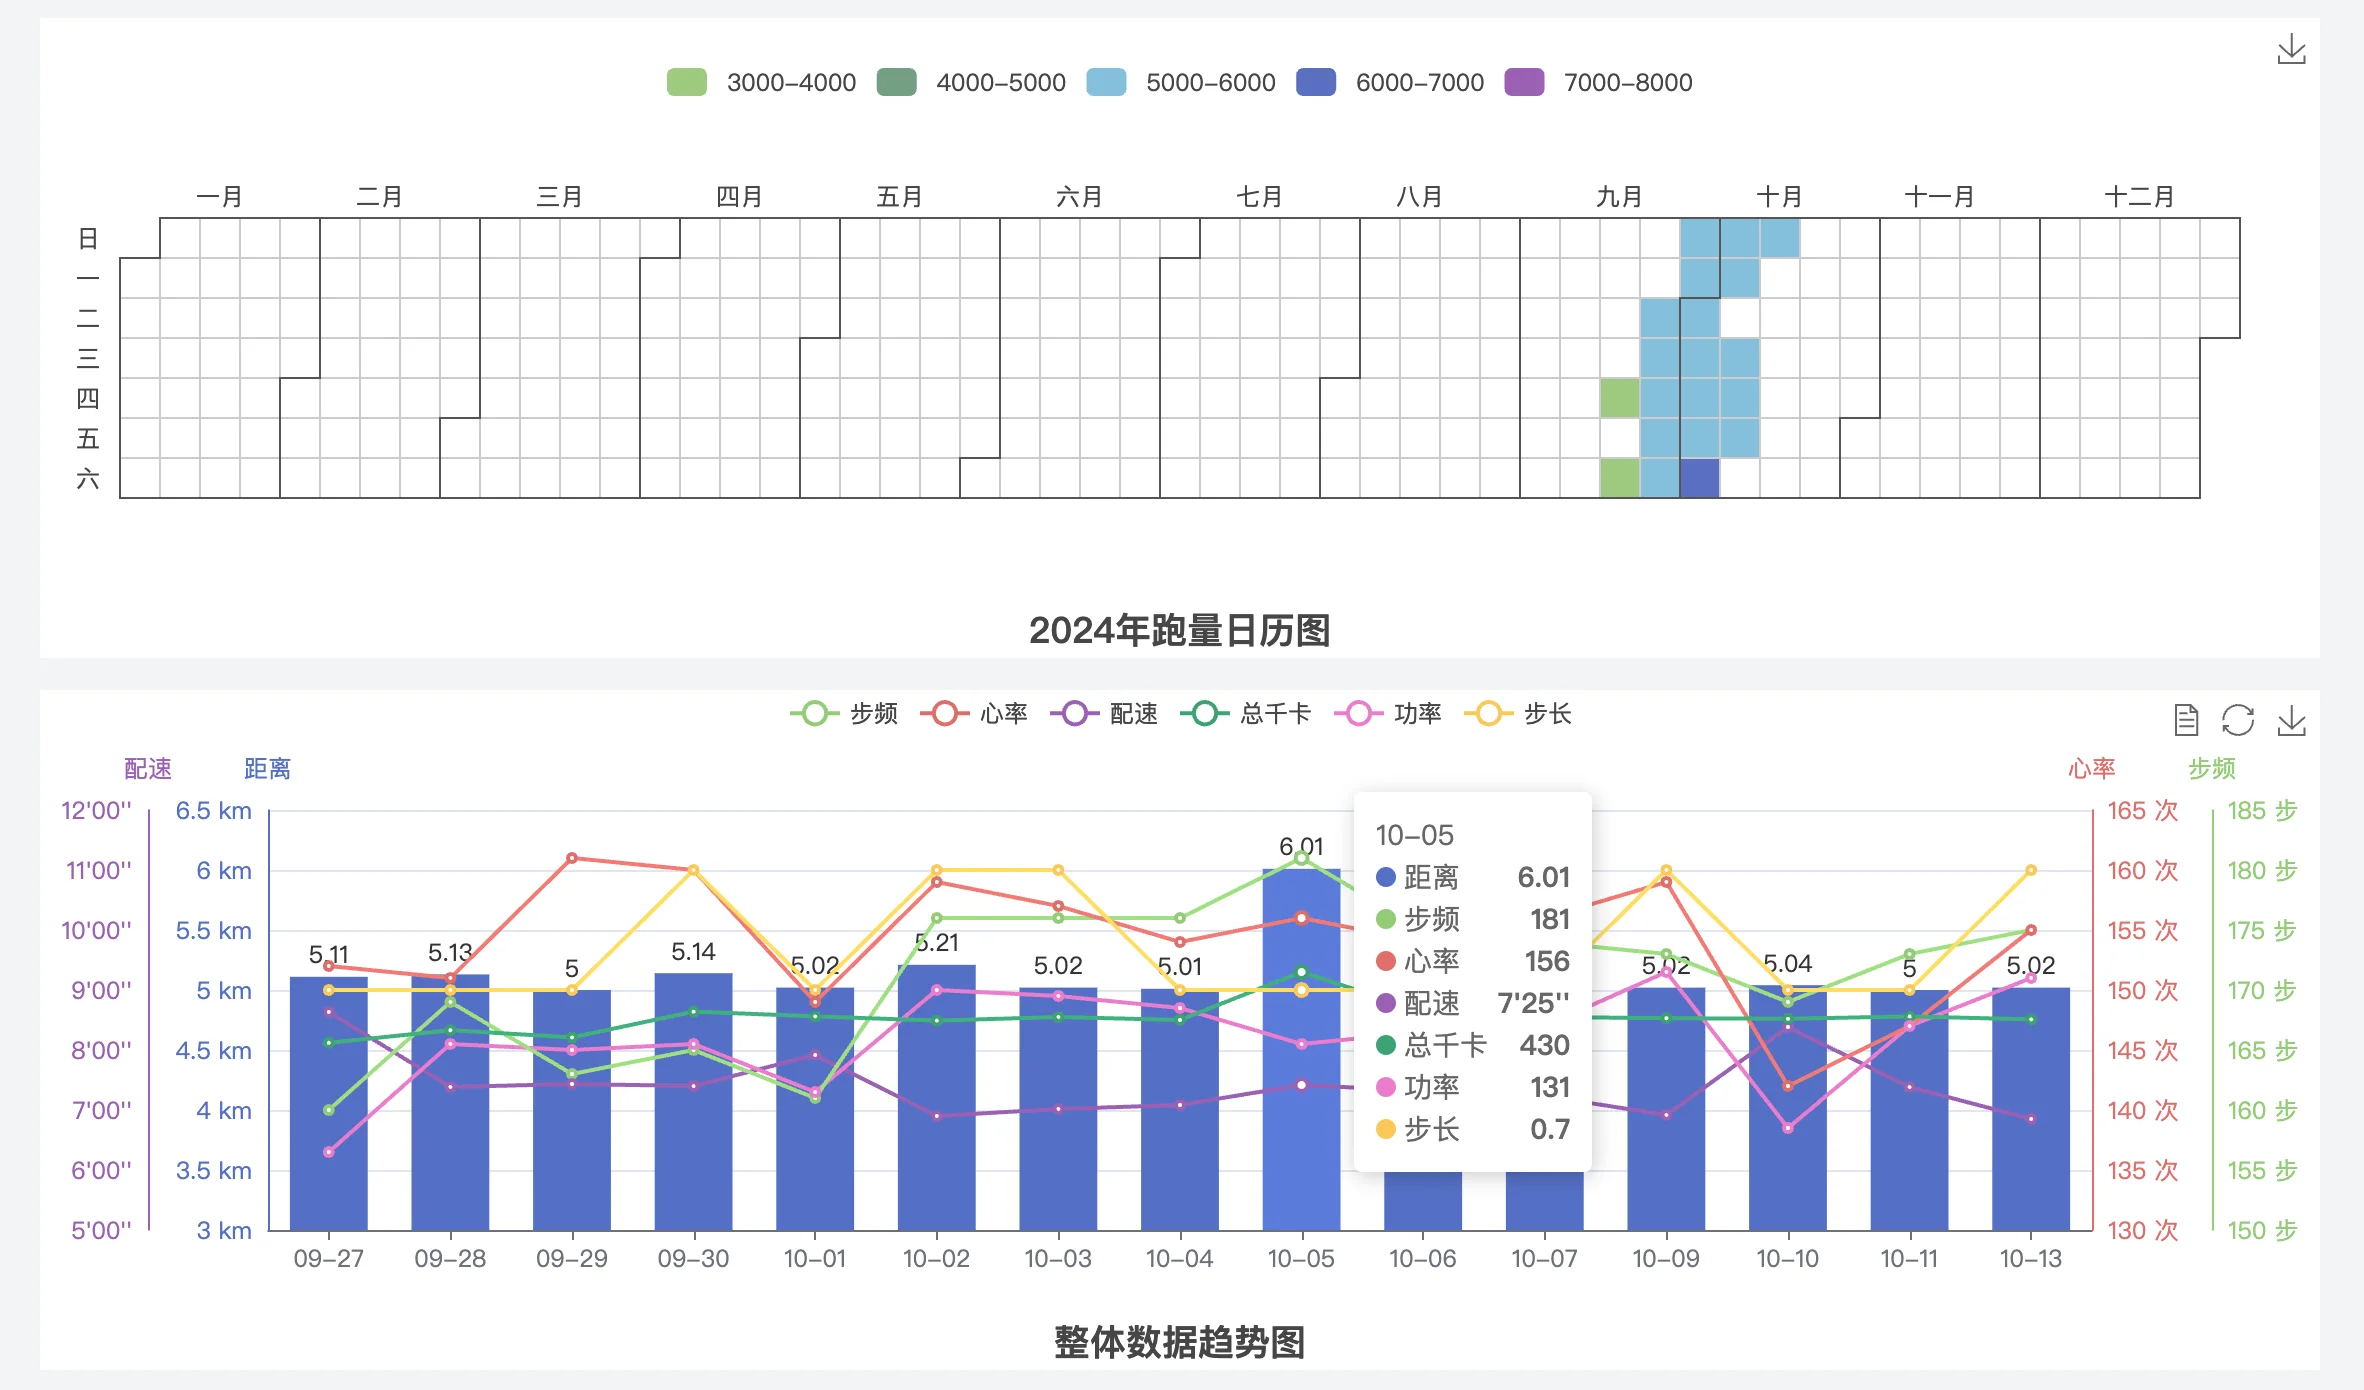 3000–4000 4000–5000 5000–6000 6000–7000 7000–8000
一月 二月 三月 四月 五月 六月 七月 八月 九月 十月 十一月 十二月
日
一
二
三
四
五
六
2024年跑量日历图
步频 心率 配速 总千卡 功率 步长
配速 距离 心率 步频
12'00'' 6.5 km 165 次 185 步
11'00'' 6 km 160 次 180 步
10'00'' 5.5 km 155 次 175 步
9'00'' 5 km 150 次 170 步
8'00'' 4.5 km 145 次 165 步
7'00'' 4 km 140 次 160 步
6'00'' 3.5 km 135 次 155 步
5'00'' 3 km 130 次 150 步
5.11 5.13 5 5.14 5.02 5.21 5.02 5.01 6.01 5.02 5.04 5 5.02
10–05
距离 6.01
步频 181
心率 156
配速 7'25''
总千卡 430
功率 131
步长 0.7
09–27 09–28 09–29 09–30 10–01 10–02 10–03 10–04 10–05 10–06 10–07 10–09 10–10 10–11 10–13
整体数据趋势图